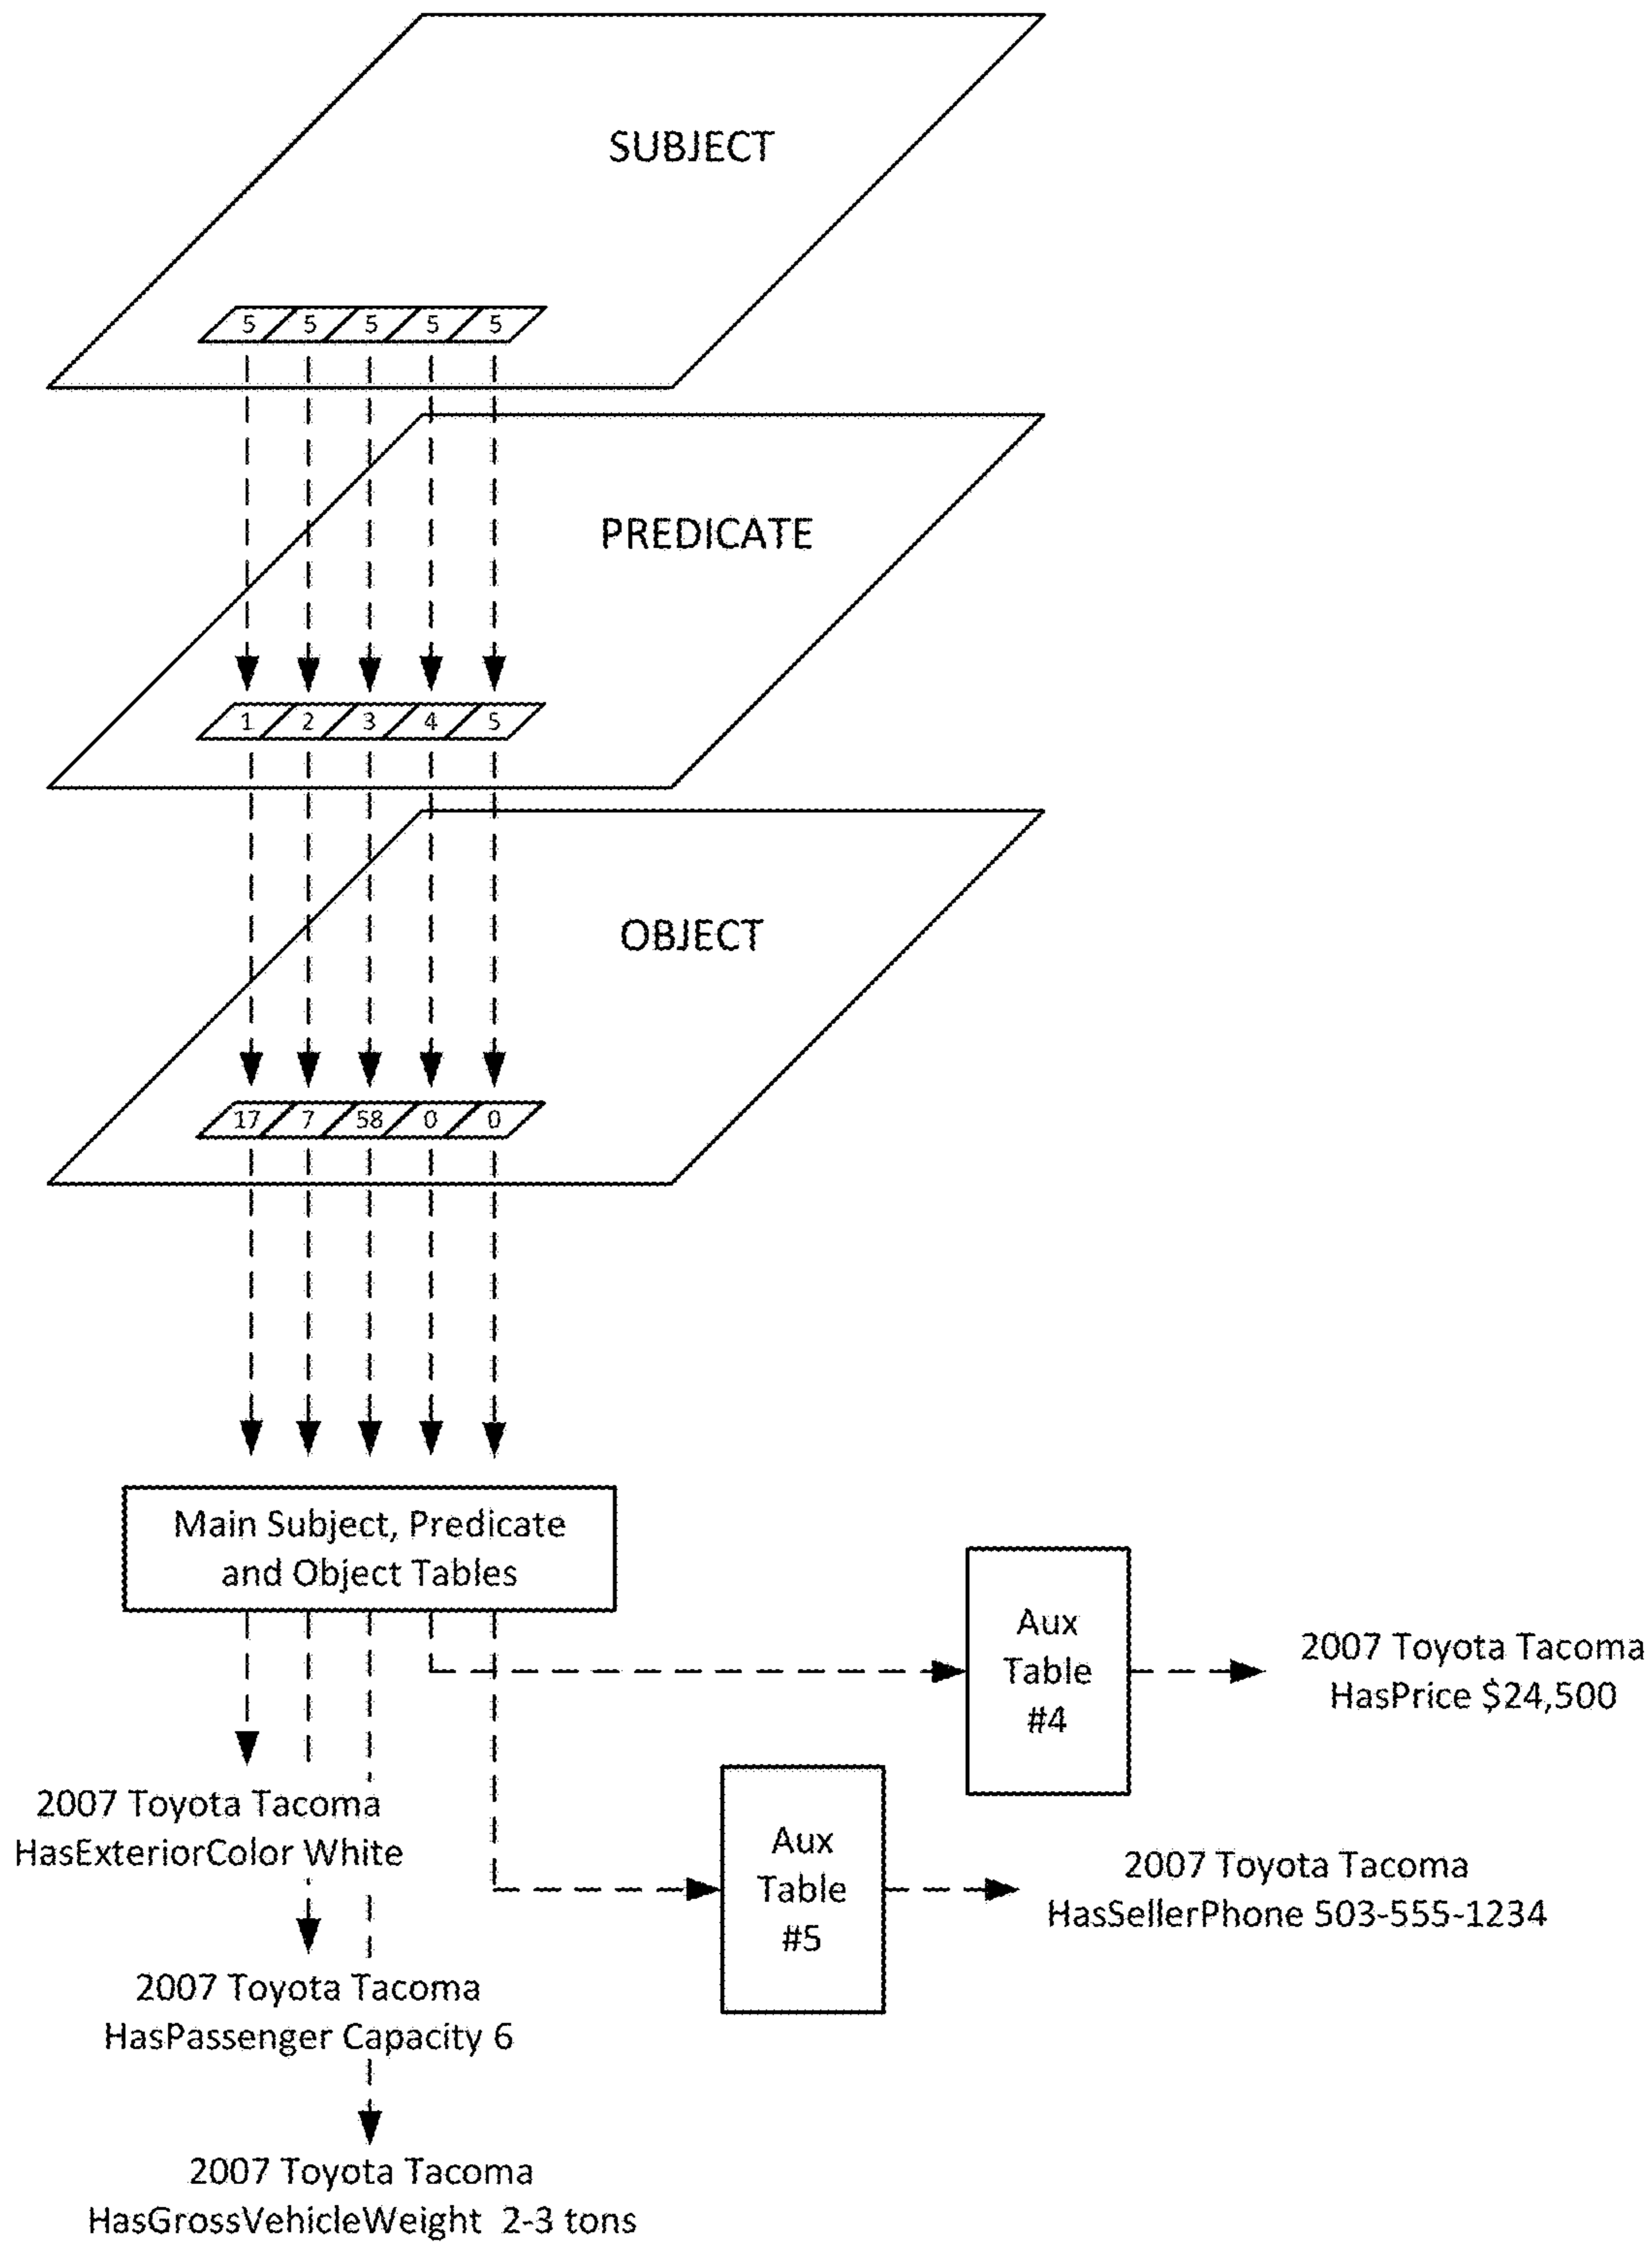 SUBJECT
5 5 5 5 5
PREDICATE
1 2 3 4 5
OBJECT
17 7 58 0 0
Main Subject, Predicate
and Object Tables
Aux
Table
#4
2007 Toyota Tacoma
HasPrice $24,500
2007 Toyota Tacoma
HasExteriorColor White
Aux
Table
#5
2007 Toyota Tacoma
HasSellerPhone 503-555-1234
2007 Toyota Tacoma
HasPassenger Capacity 6
2007 Toyota Tacoma
HasGrossVehicleWeight 2-3 tons